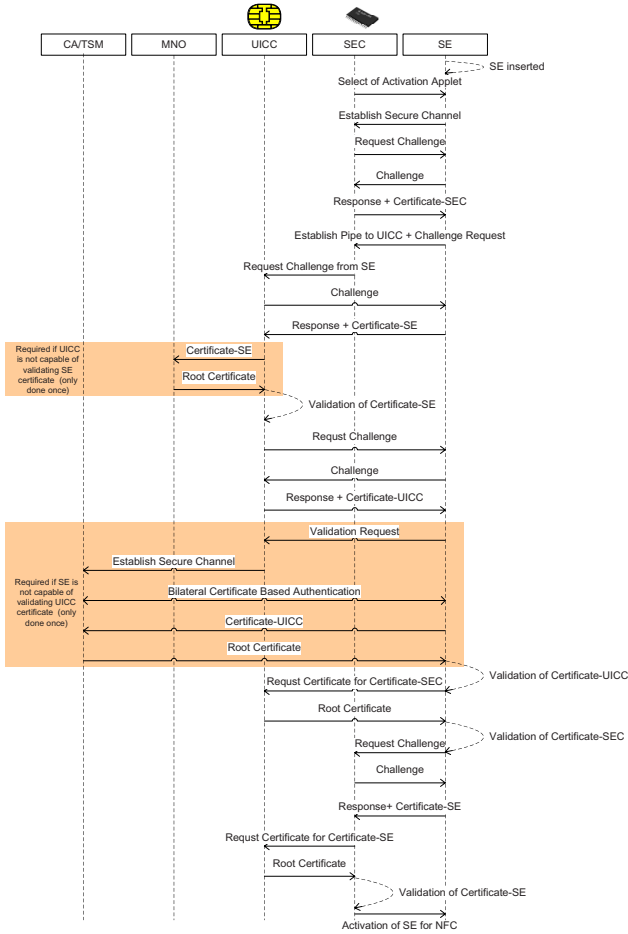 CA/TSM
MNO
UICC
SEC
SE
SE inserted
Select of Activation Applet
Establish Secure Channel
Request Challenge
Challenge
Response + Certificate-SEC
Establish Pipe to UICC + Challenge Request
Request Challenge from SE
Challenge
Response + Certificate-SE
Required if UICC
is not capable of
validating SE
certificate (only
done once)
Certificate-SE
Root Certificate
Validation of Certificate-SE
Requst Challenge
Challenge
Response + Certificate-UICC
Validation Request
Establish Secure Channel
Required if SE is
not capable of
validating UICC
certificate (only
done once)
Bilateral Certificate Based Authentication
Certificate-UICC
Root Certificate
Validation of Certificate-UICC
Requst Certificate for Certificate-SEC
Root Certificate
Validation of Certificate-SEC
Request Challenge
Challenge
Response+ Certificate-SE
Requst Certificate for Certificate-SE
Root Certificate
Validation of Certificate-SE
Activation of SE for NFC